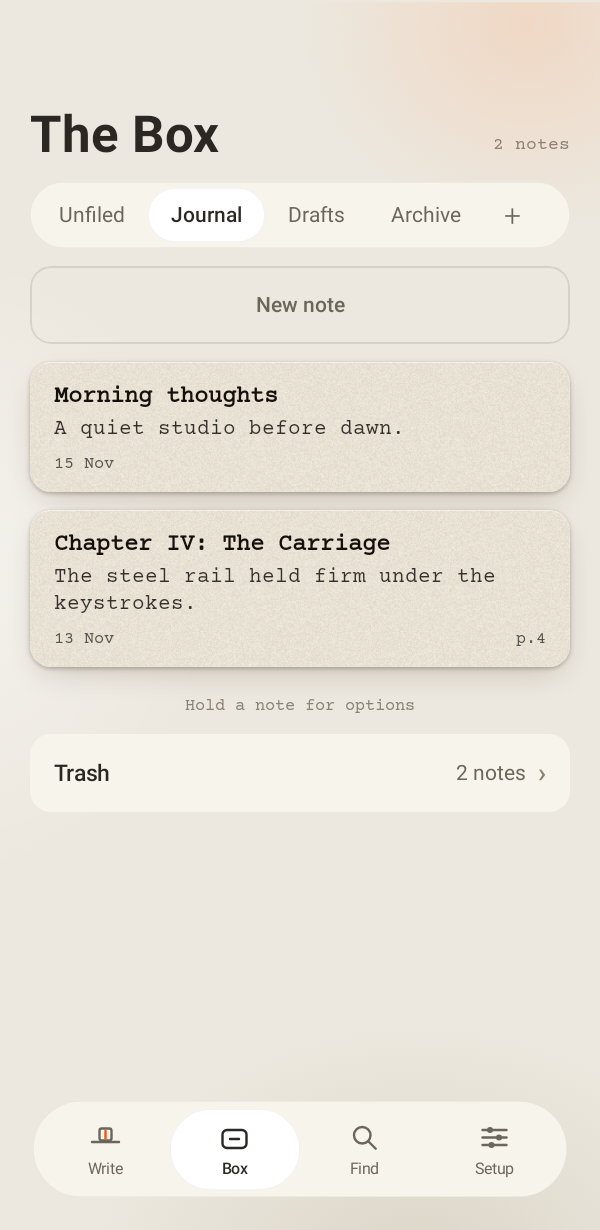 The Box
2 notes
Unfiled Journal Drafts Archive +
New note
Morning thoughts
A quiet studio before dawn.
15 Nov
Chapter IV: The Carriage
The steel rail held firm under the
keystrokes.
13 Nov p.4
Hold a note for options
Trash 2 notes ›
Write Box Find Setup